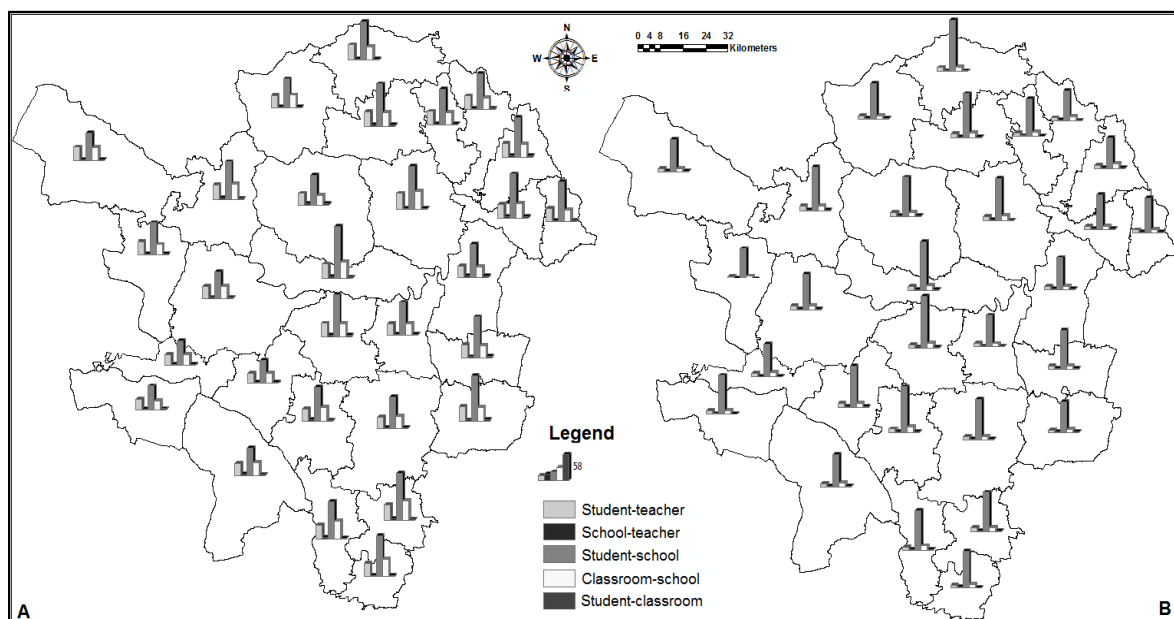 N
W E
S
0 4 8 16 24 32
Kilometers
Legend
58
Student-teacher
School-teacher
Student-school
Classroom-school
Student-classroom
A B